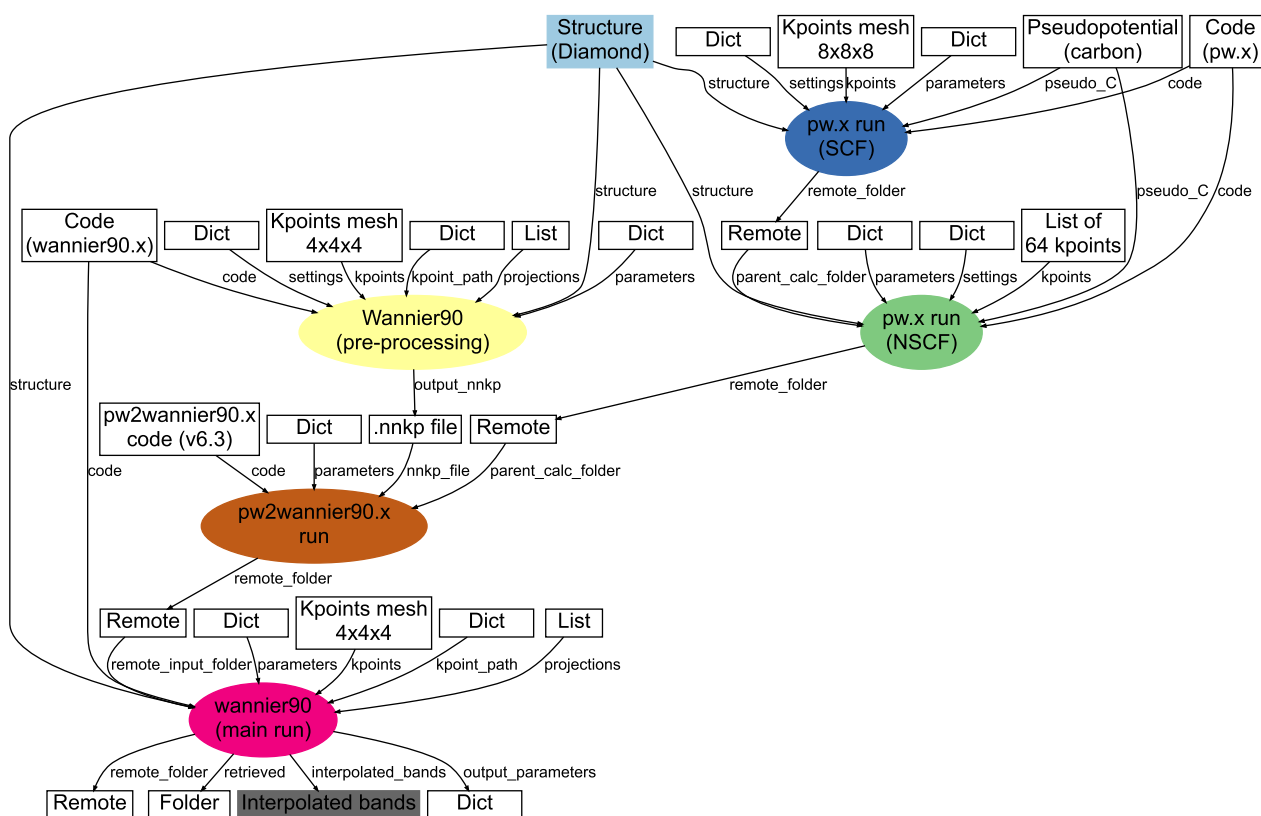 Structure
(Diamond)
Dict
Kpoints mesh
8x8x8
Dict
Pseudopotential
(carbon)
Code
(pw.x)
structure
settings
kpoints
parameters
pseudo_C
code
pw.x run
(SCF)
structure
structure
remote_folder
pseudo_C
code
Code
(wannier90.x)
Dict
Kpoints mesh
4x4x4
Dict
List
Dict
Remote
Dict
Dict
List of
64 kpoints
code
settings
kpoints
kpoint_path
projections
parameters
parent_calc_folder
parameters
settings
kpoints
Wannier90
(pre-processing)
pw.x run
(NSCF)
structure
output_nnkp
remote_folder
pw2wannier90.x
code (v6.3)
Dict
.nnkp file
Remote
code
code
parameters
nnkp_file
parent_calc_folder
pw2wannier90.x
run
remote_folder
Remote
Dict
Kpoints mesh
4x4x4
Dict
List
remote_input_folder
parameters
kpoints
kpoint_path
projections
wannier90
(main run)
remote_folder
retrieved
interpolated_bands
output_parameters
Remote
Folder
Interpolated bands
Dict